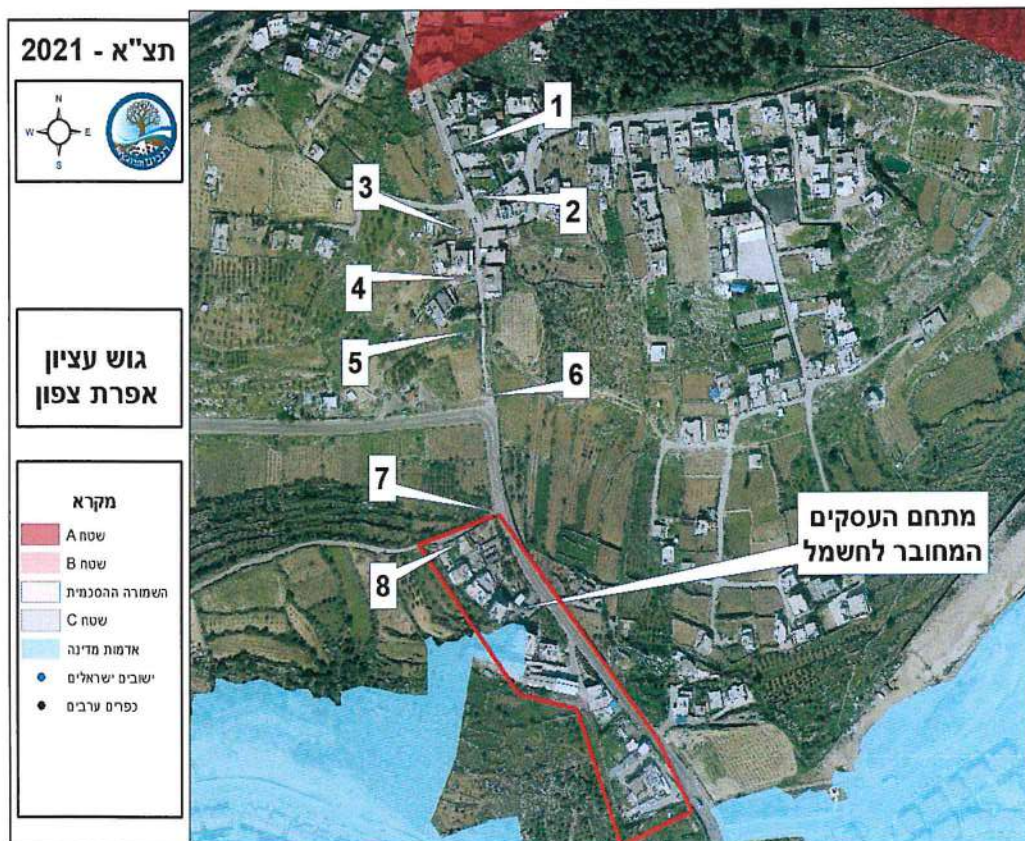 תצ"א - 2021
N
W
E
S
גוש עציון
אפרת צפון
מקרא
שטח A
שטח B
השמורה ההסכמית
שטח C
אדמות מדינה
ישובים ישראלים
כפרים ערבים
1
2
3
4
5
6
7
8
מתחם העסקים
המחובר לחשמל